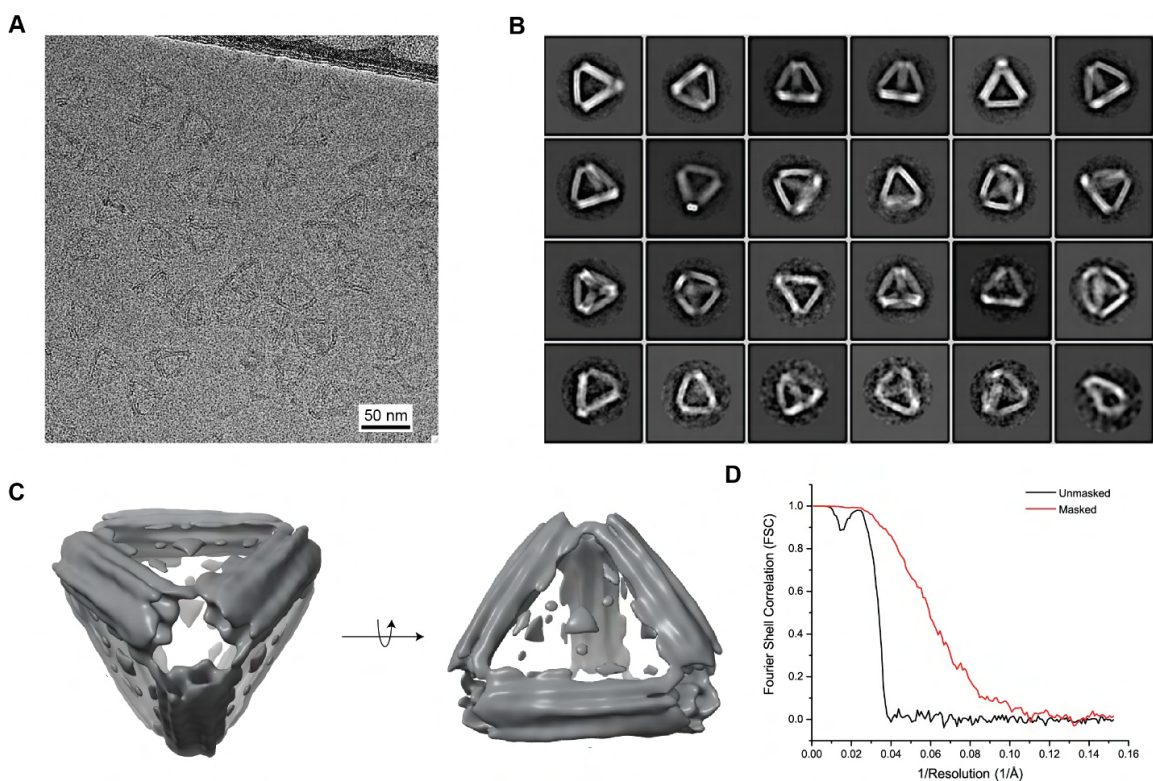 A
B
50 nm
C
D
Unmasked
Masked
Fourier Shell Correlation (FSC)
1.0
0.8
0.6
0.4
0.2
0.0
0.00 0.02 0.04 0.06 0.08 0.10 0.12 0.14 0.16
1/Resolution (1/Å)